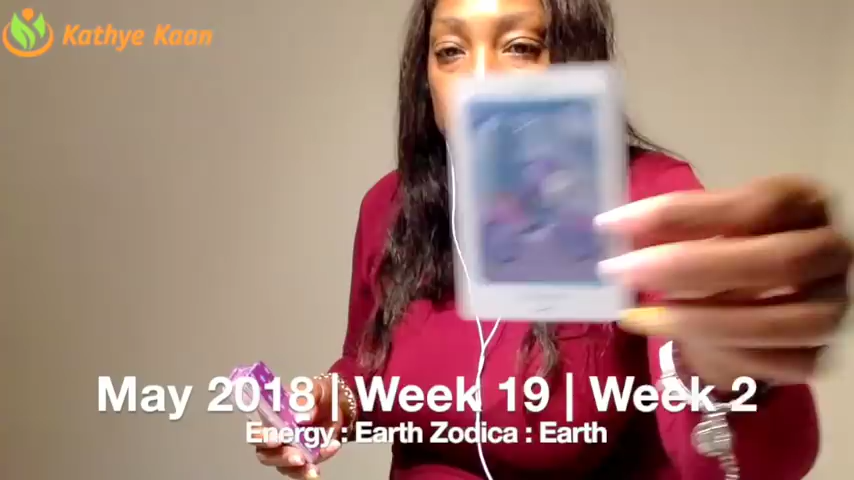 Kathye Kaon
May 2018 | Week 19 | Week 2
Energy : Earth Zodica : Earth